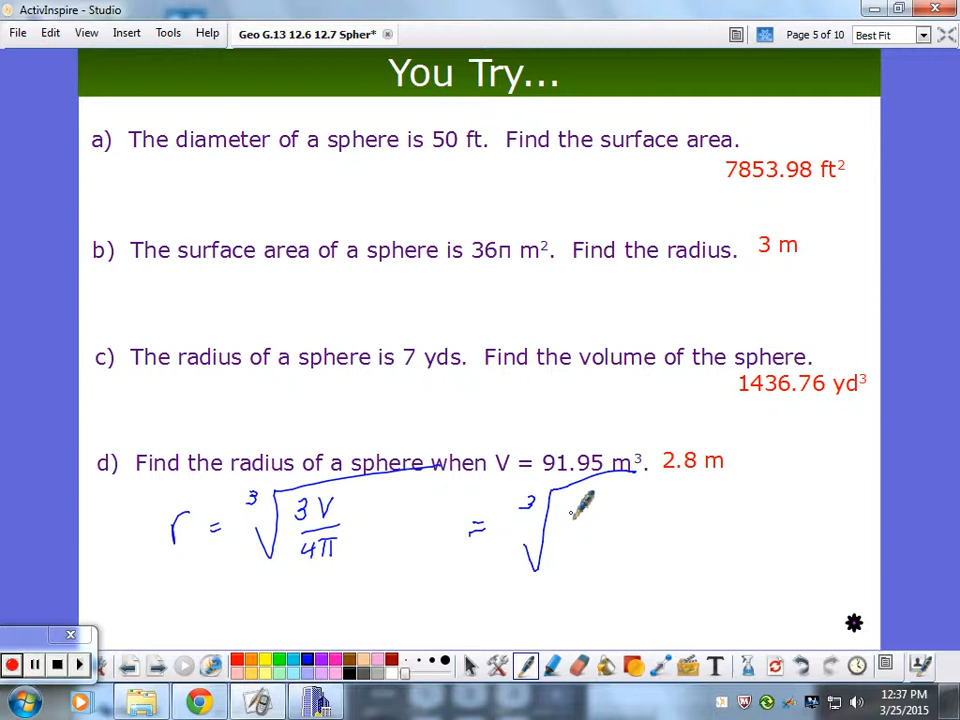 ActivInspire - Studio
File Edit View Insert Tools Help Geo G.13 12.6 12.7 Spher* Page 5 of 10 Best Fit
You Try...
a) The diameter of a sphere is 50 ft. Find the surface area.
7853.98 ft²
b) The surface area of a sphere is 36π m². Find the radius. 3 m
c) The radius of a sphere is 7 yds. Find the volume of the sphere.
1436.76 yd³
d) Find the radius of a sphere when V = 91.95 m³. 2.8 m
r = ∛(3V/4π) = ∛
12:37 PM
3/25/2015